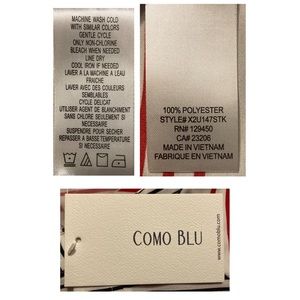 MACHINE WASH COLD
WITH SIMILAR COLORS
GENTLE CYCLE
ONLY NON-CHLORINE
BLEACH WHEN NEEDED
LINE DRY
COOL IRON IF NEEDED
LAVER A LA MACHINE ET A
L'EAU FROIDE
LAVER AVEC DES COULEURS
SEMBLABLES
CYCLE DELICAT
UTILISER AGENT DE BLANCHIMENT
SANS CHLORE SEULEMENT SI
NECESSAIRE
SUSPENDRE POUR SECHER
REPASSER A BASSE TEMPERATURE
SI NECESSAIRE
100% POLYESTER
STYLE# X2U147STK
RN# 129450
CA# 23206
MADE IN VIETNAM
FABRIQUE EN VIETNAM
COMO BLU
www.comoblu.com